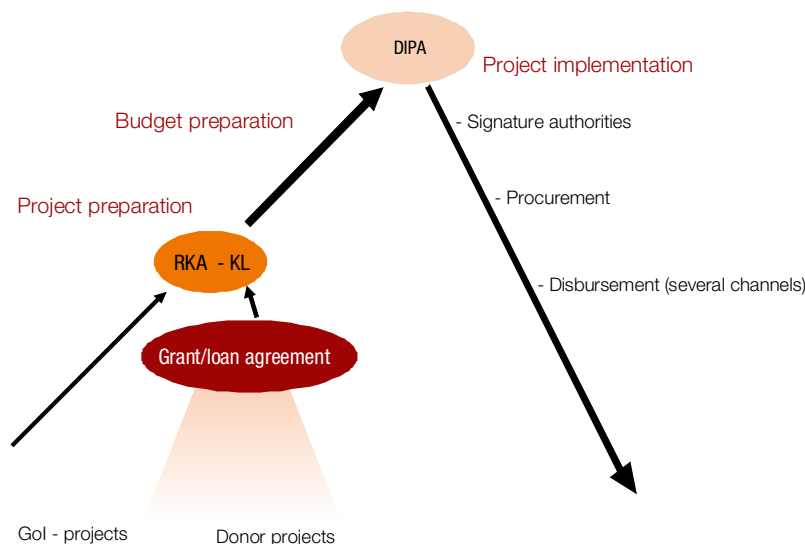 DIPA
Project implementation
Budget preparation
- Signature authorities
Project preparation
- Procurement
RKA - KL
- Disbursement (several channels)
Grant/loan agreement
GoI - projects
Donor projects